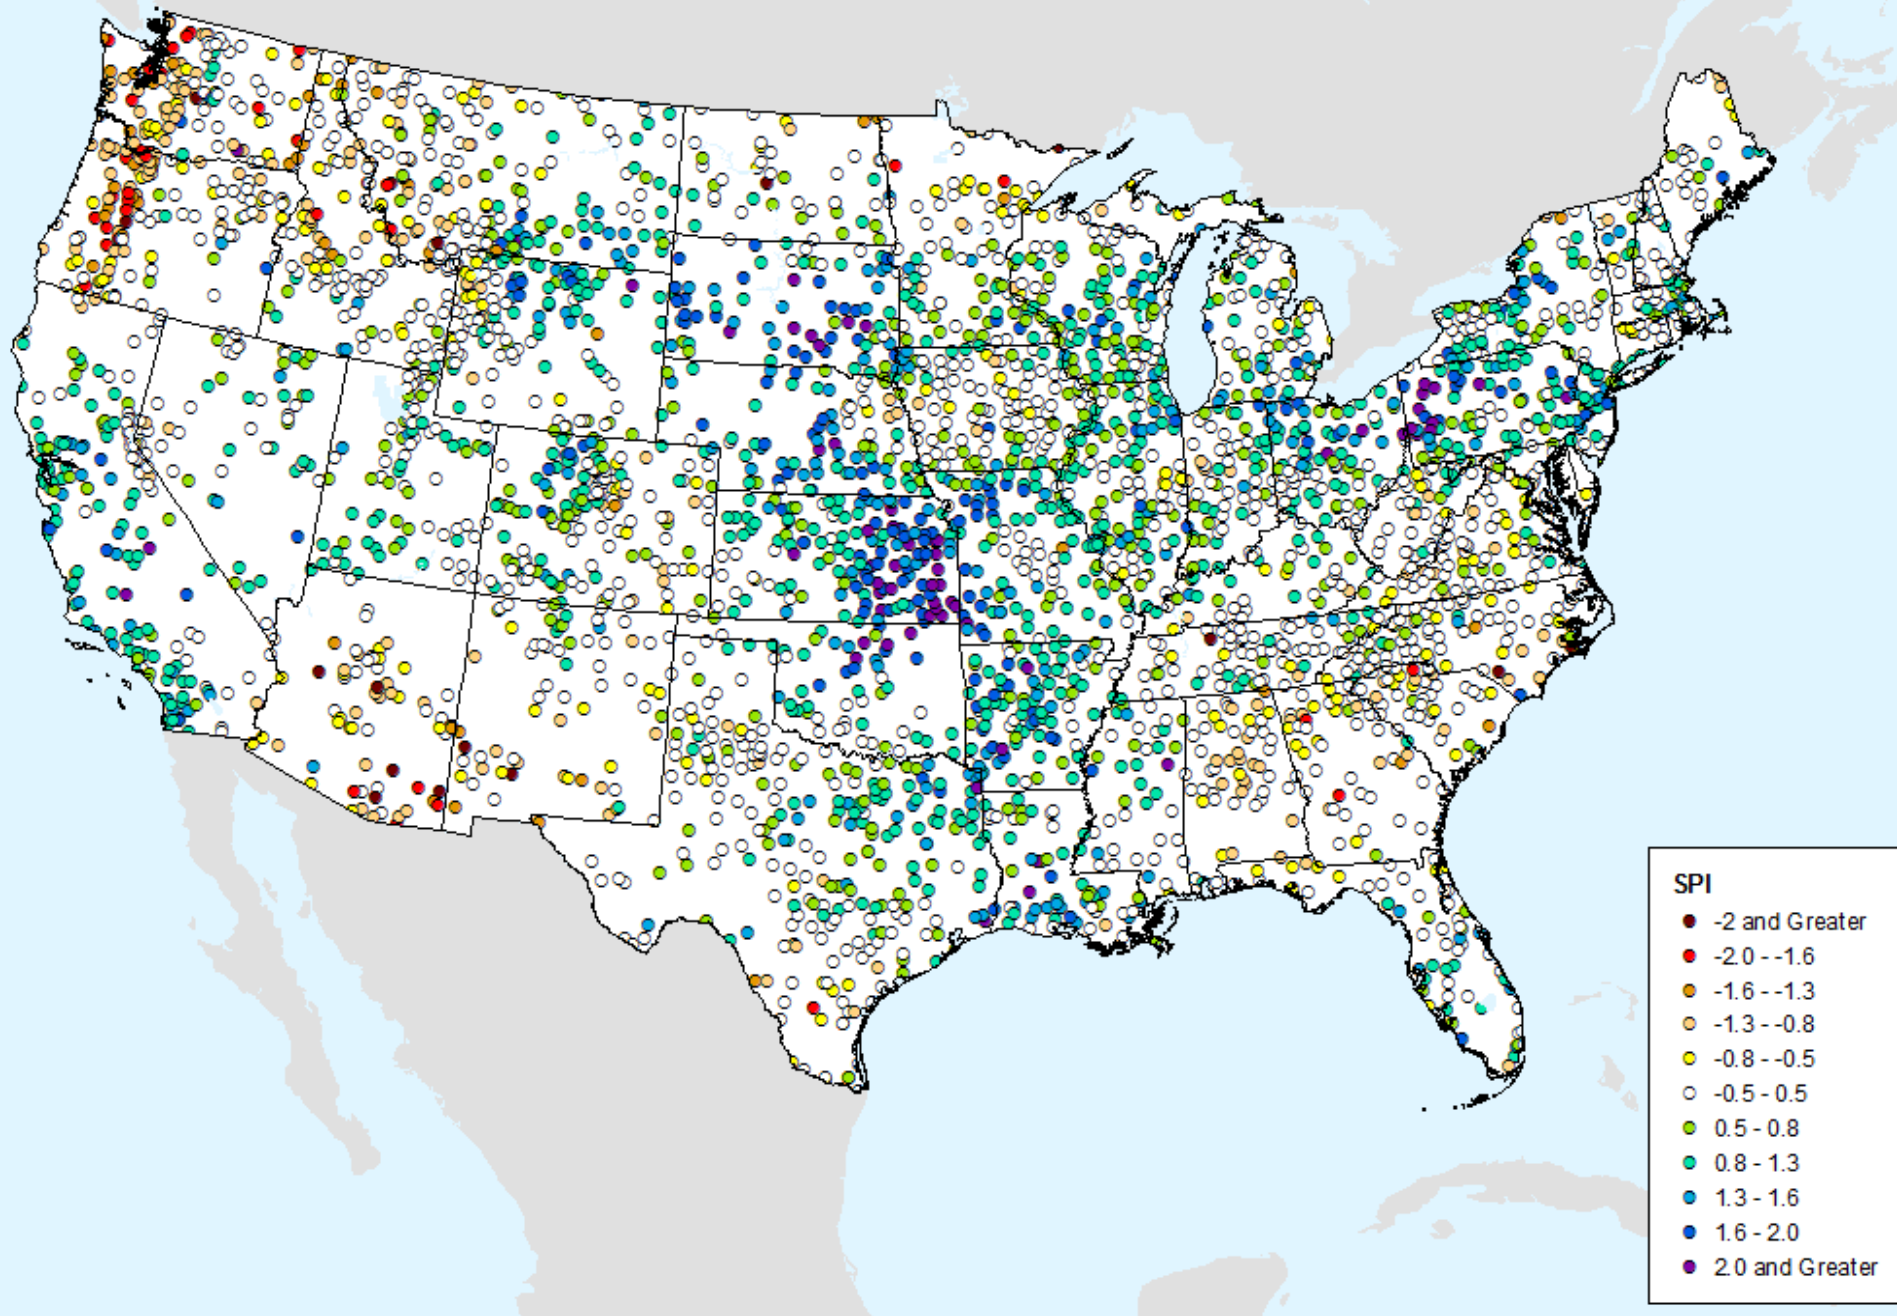 SPI
-2 and Greater
-2.0 - -1.6
-1.6 - -1.3
-1.3 - -0.8
-0.8 - -0.5
-0.5 - 0.5
0.5 - 0.8
0.8 - 1.3
1.3 - 1.6
1.6 - 2.0
2.0 and Greater